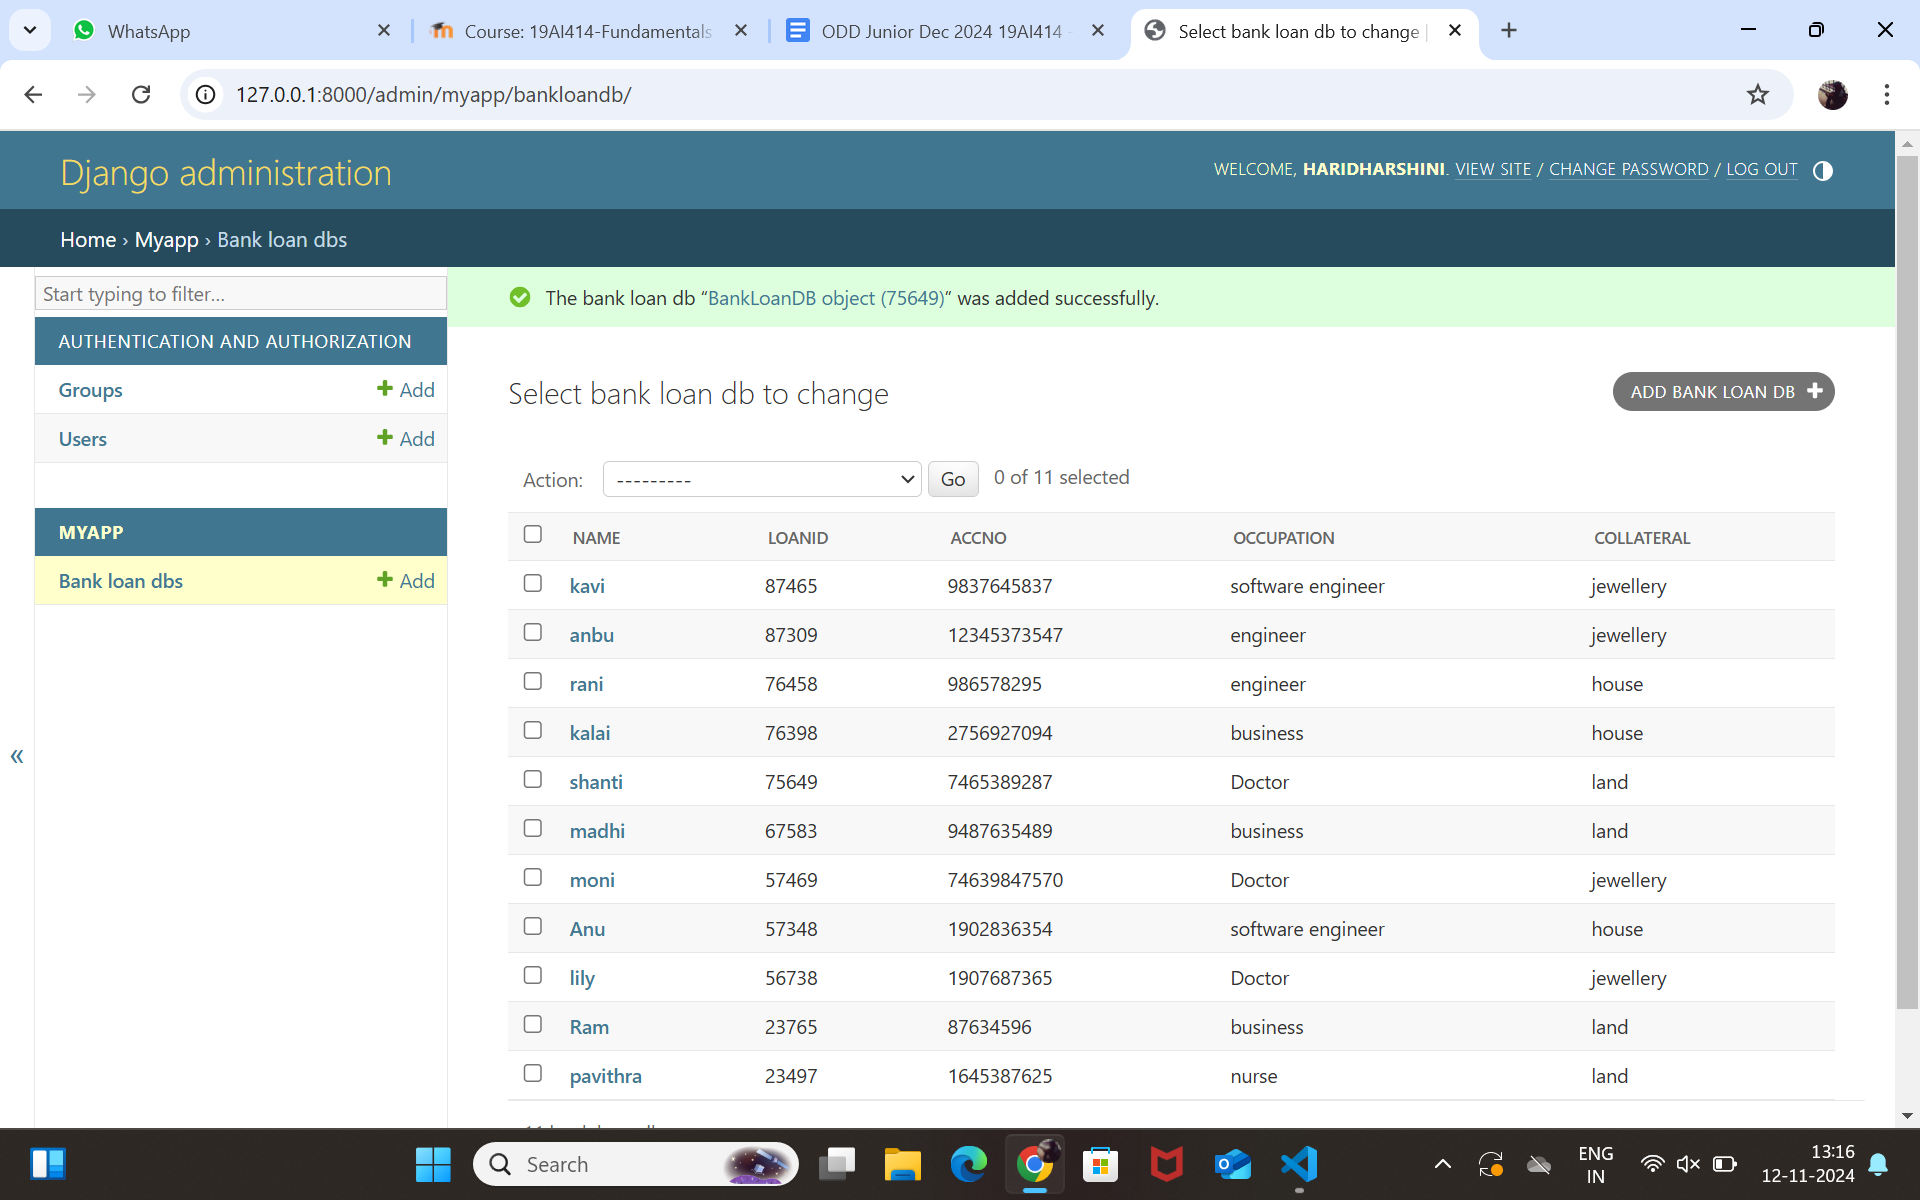 WhatsApp
Course: 19AI414-Fundamentals
ODD Junior Dec 2024 19AI414 -
Select bank loan db to change |
127.0.0.1:8000/admin/myapp/bankloandb/
Django administration
WELCOME, HARIDHARSHINI. VIEW SITE / CHANGE PASSWORD / LOG OUT
Home › Myapp › Bank loan dbs
Start typing to filter...
AUTHENTICATION AND AUTHORIZATION
Groups + Add
Users + Add
MYAPP
Bank loan dbs + Add
«
The bank loan db “BankLoanDB object (75649)” was added successfully.
Select bank loan db to change
ADD BANK LOAN DB +
Action: --------- Go 0 of 11 selected
NAME LOANID ACCNO OCCUPATION COLLATERAL
kavi 87465 9837645837 software engineer jewellery
anbu 87309 12345373547 engineer jewellery
rani 76458 986578295 engineer house
kalai 76398 2756927094 business house
shanti 75649 7465389287 Doctor land
madhi 67583 9487635489 business land
moni 57469 74639847570 Doctor jewellery
Anu 57348 1902836354 software engineer house
lily 56738 1907687365 Doctor jewellery
Ram 23765 87634596 business land
pavithra 23497 1645387625 nurse land
Search
ENG
IN
13:16
12-11-2024